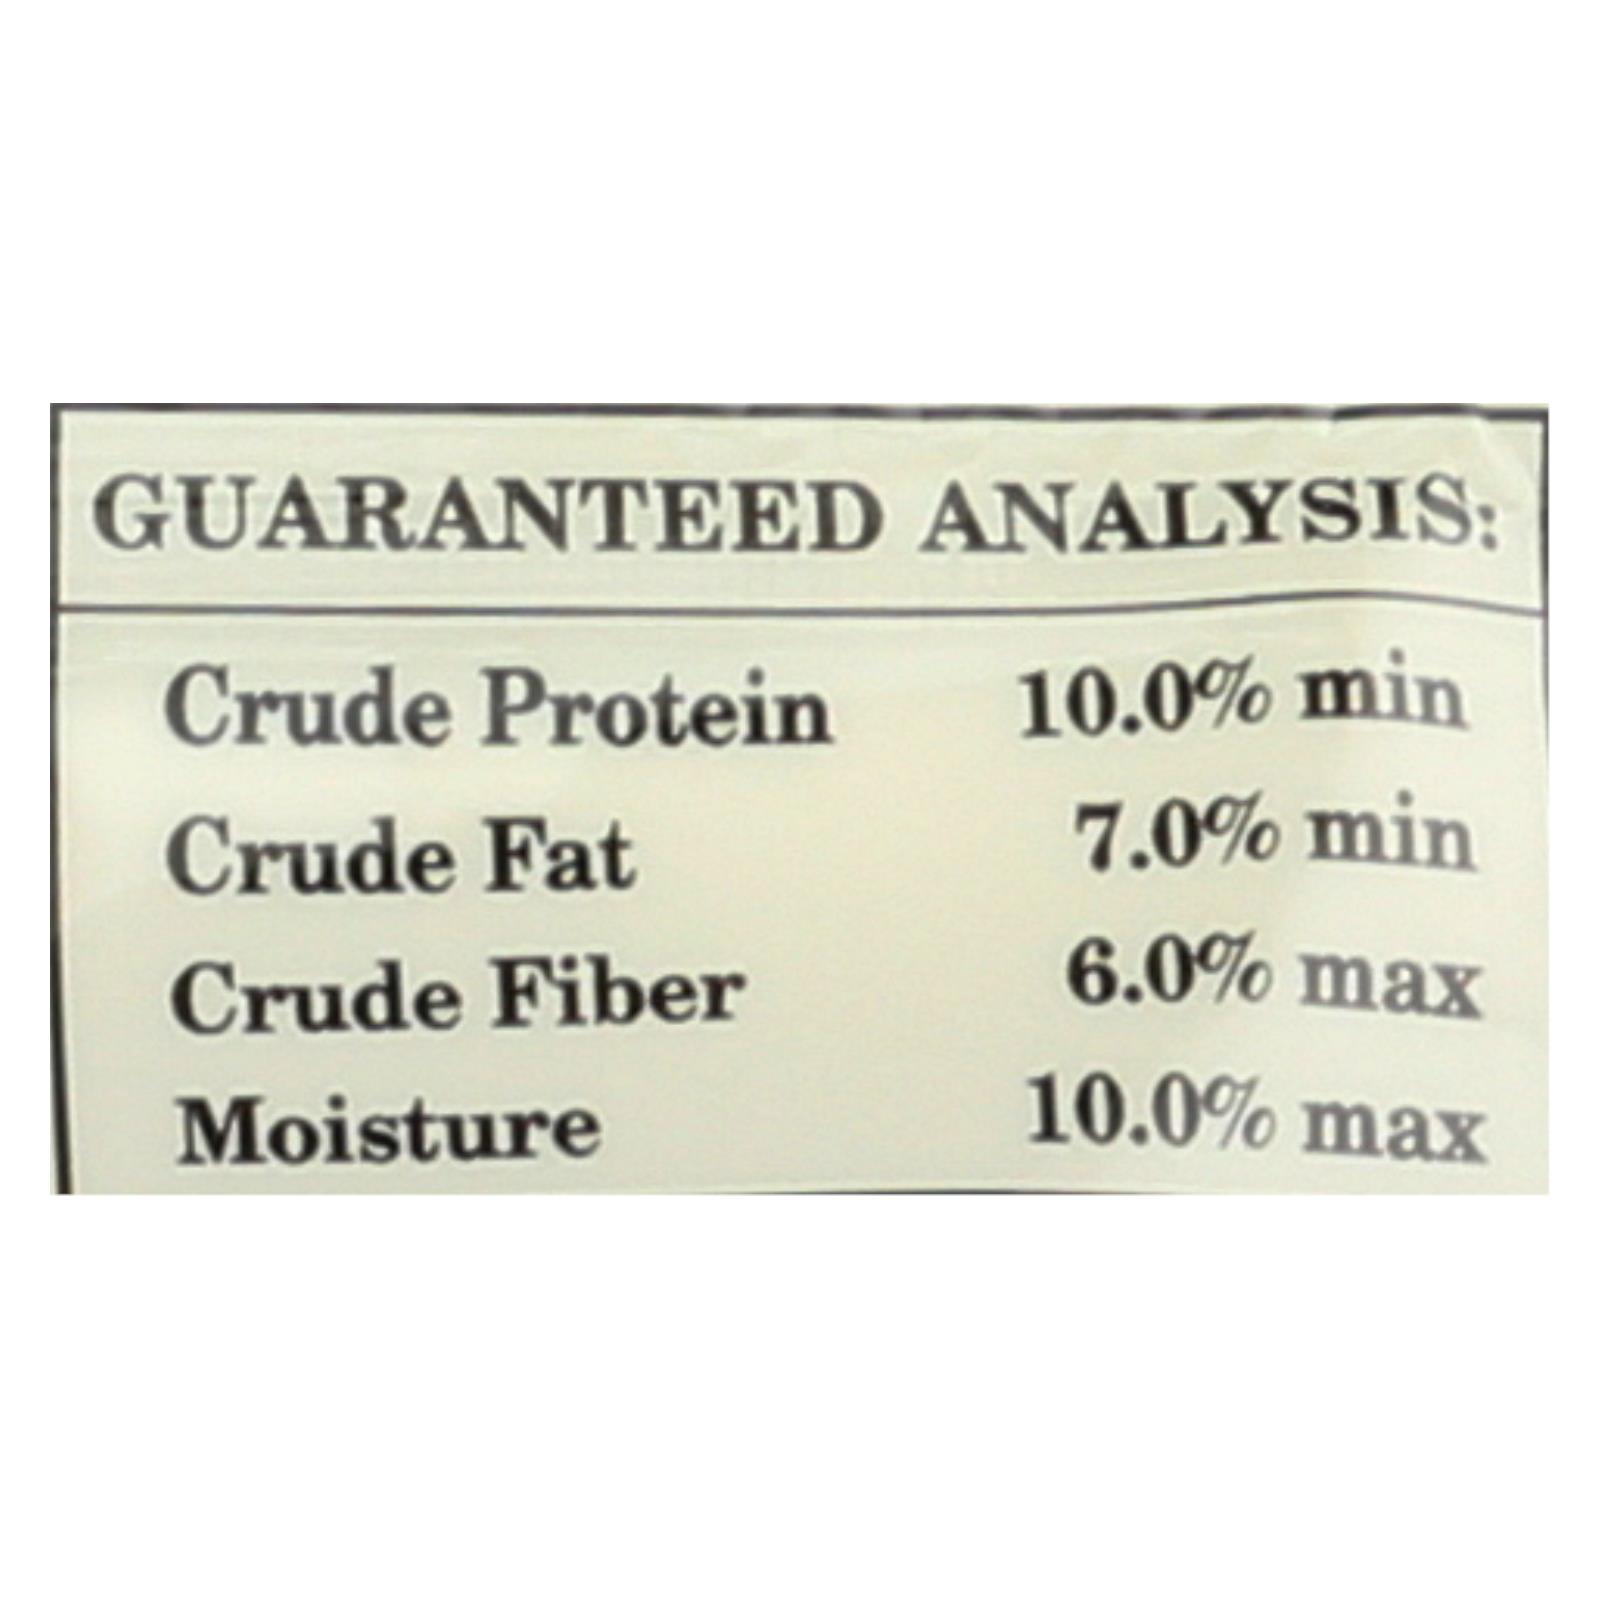 GUARANTEED ANALYSIS:
Crude Protein 10.0% min
Crude Fat 7.0% min
Crude Fiber 6.0% max
Moisture 10.0% max